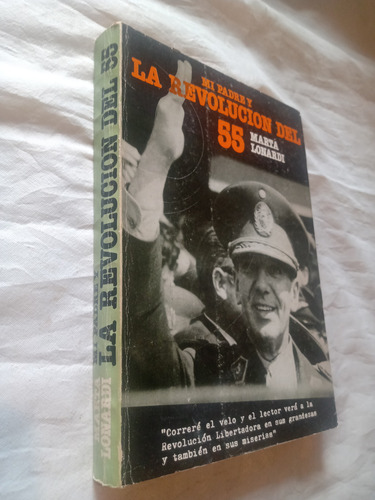 MI PADRE Y
LA REVOLUCION DEL
55 MARTA
LONARDI
"Correré el velo y el lector verá a la
Revolución Libertadora en sus grandezas
y también en sus miserias"
MARTA
LONARDI
MI PADRE Y
LA REVOLUCION DEL 55